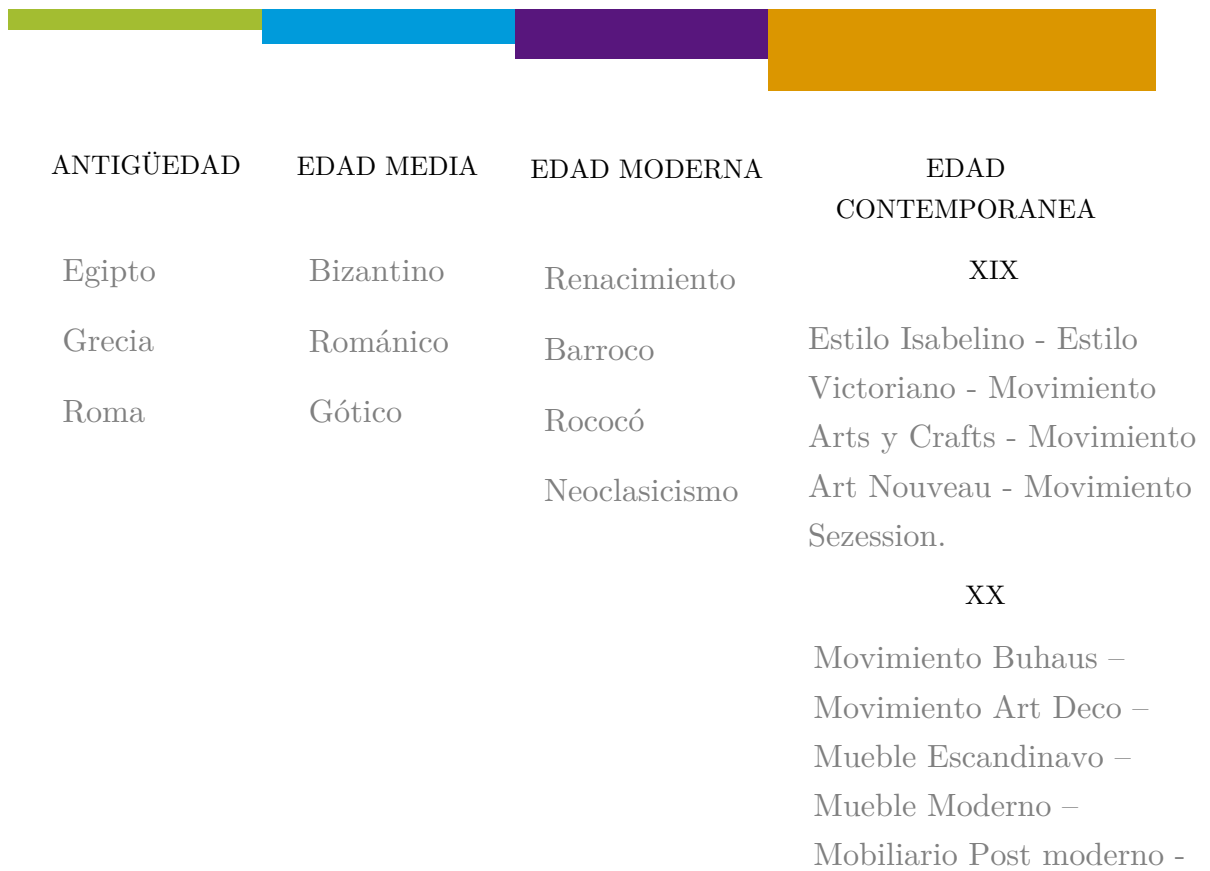 ANTIGÜEDAD
Egipto
Grecia
Roma
EDAD MEDIA
Bizantino
Románico
Gótico
EDAD MODERNA
Renacimiento
Barroco
Rococó
Neoclasicismo
EDAD
CONTEMPORANEA
XIX
Estilo Isabelino - Estilo
Victoriano - Movimiento
Arts y Crafts - Movimiento
Art Nouveau - Movimiento
Sezession.
XX
Movimiento Buhaus –
Movimiento Art Deco –
Mueble Escandinavo –
Mueble Moderno –
Mobiliario Post moderno -